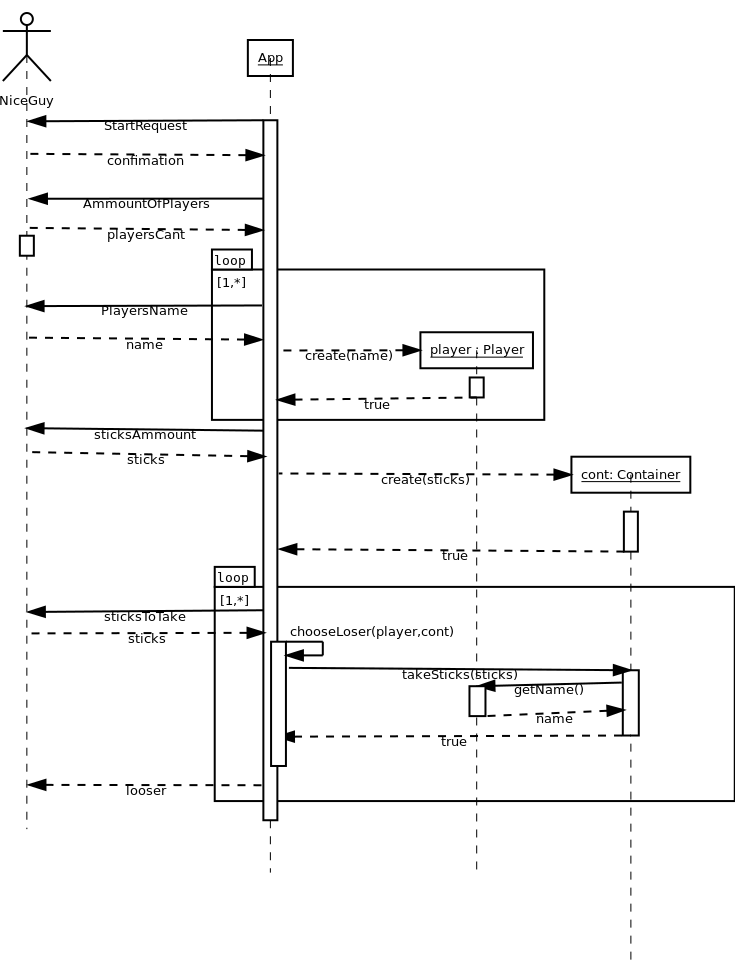 App
NiceGuy
StartRequest
confimation
AmmountOfPlayers
playersCant
loop
[1,*]
PlayersName
name
create(name)
player : Player
true
sticksAmmount
sticks
create(sticks)
cont: Container
true
loop
[1,*]
sticksToTake
sticks
chooseLoser(player,cont)
takeSticks(sticks)
getName()
name
true
looser